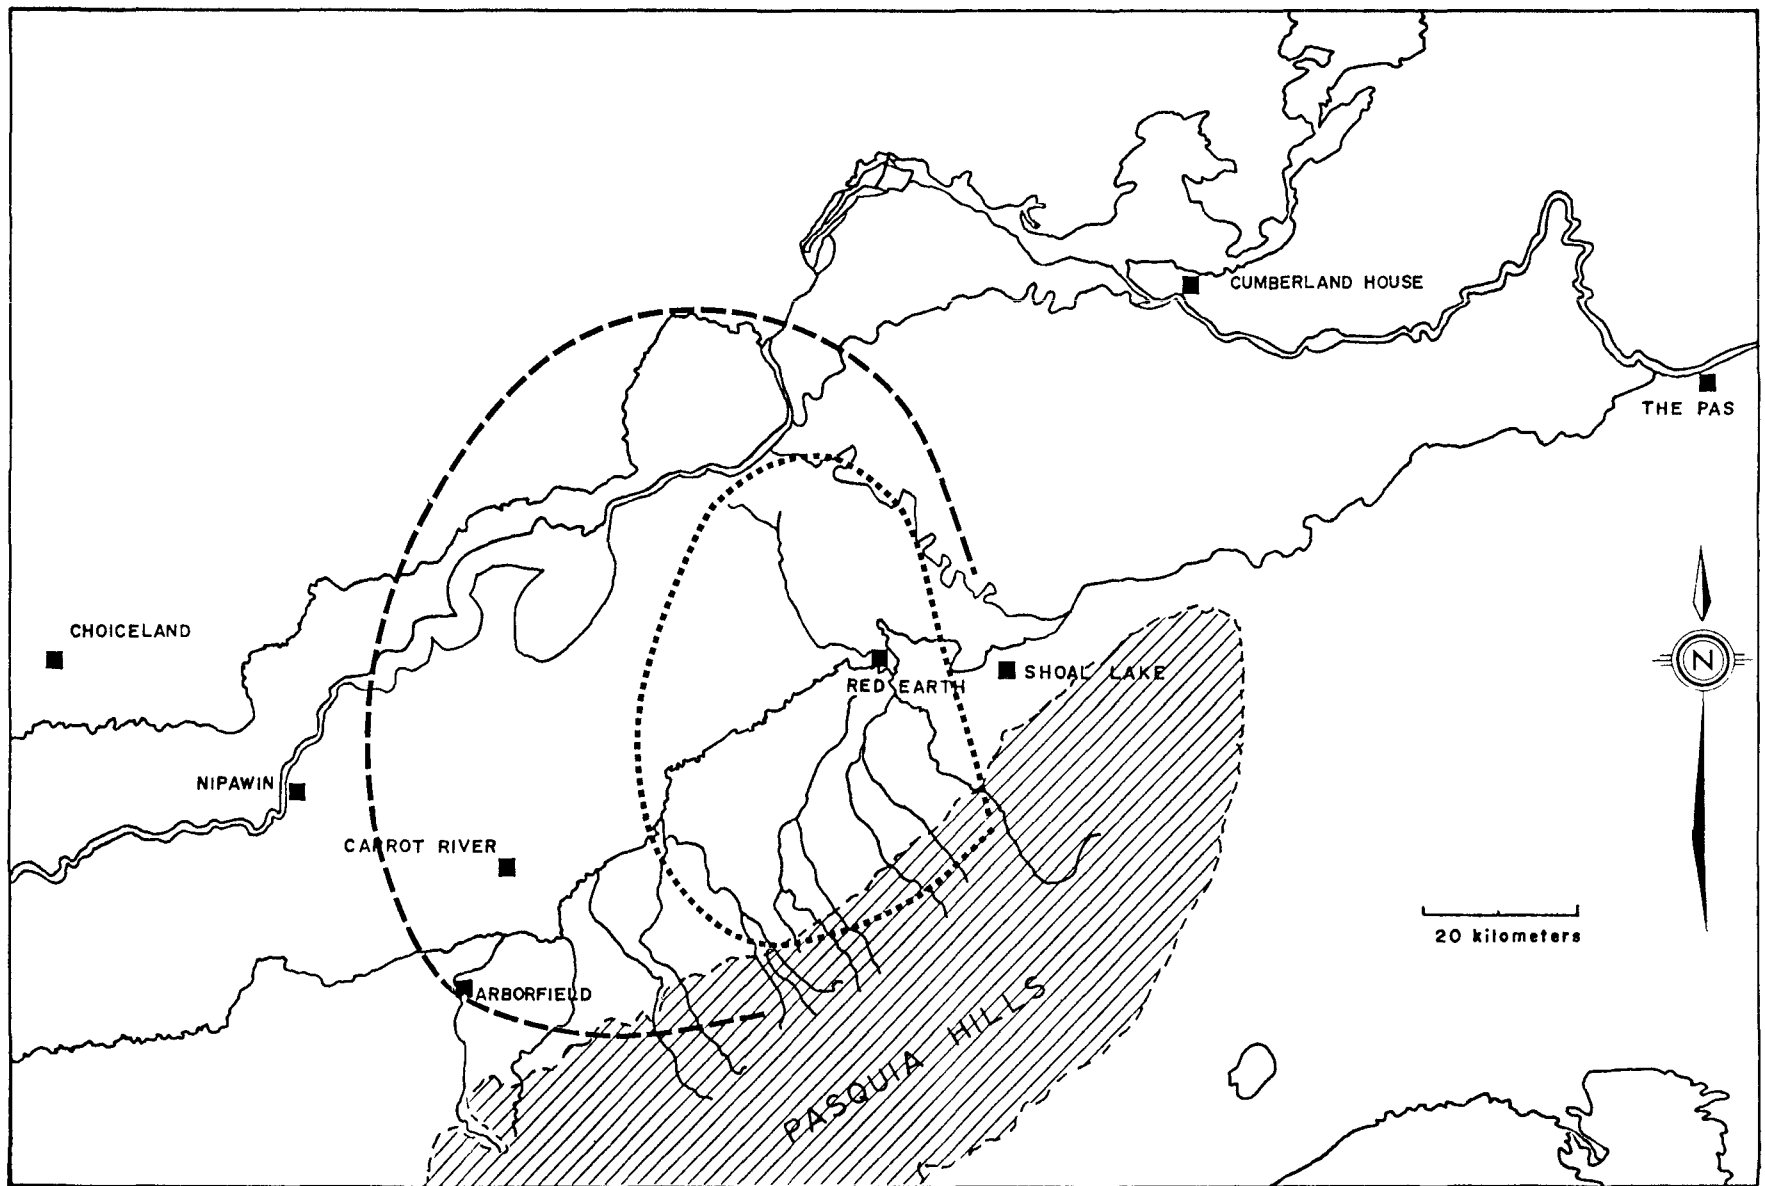 CUMBERLAND HOUSE
THE PAS
CHOICELAND
SHOAL LAKE
RED EARTH
N
NIPAWIN
CARROT RIVER
20 kilometers
ARBORFIELD
PASQUIA HILLS